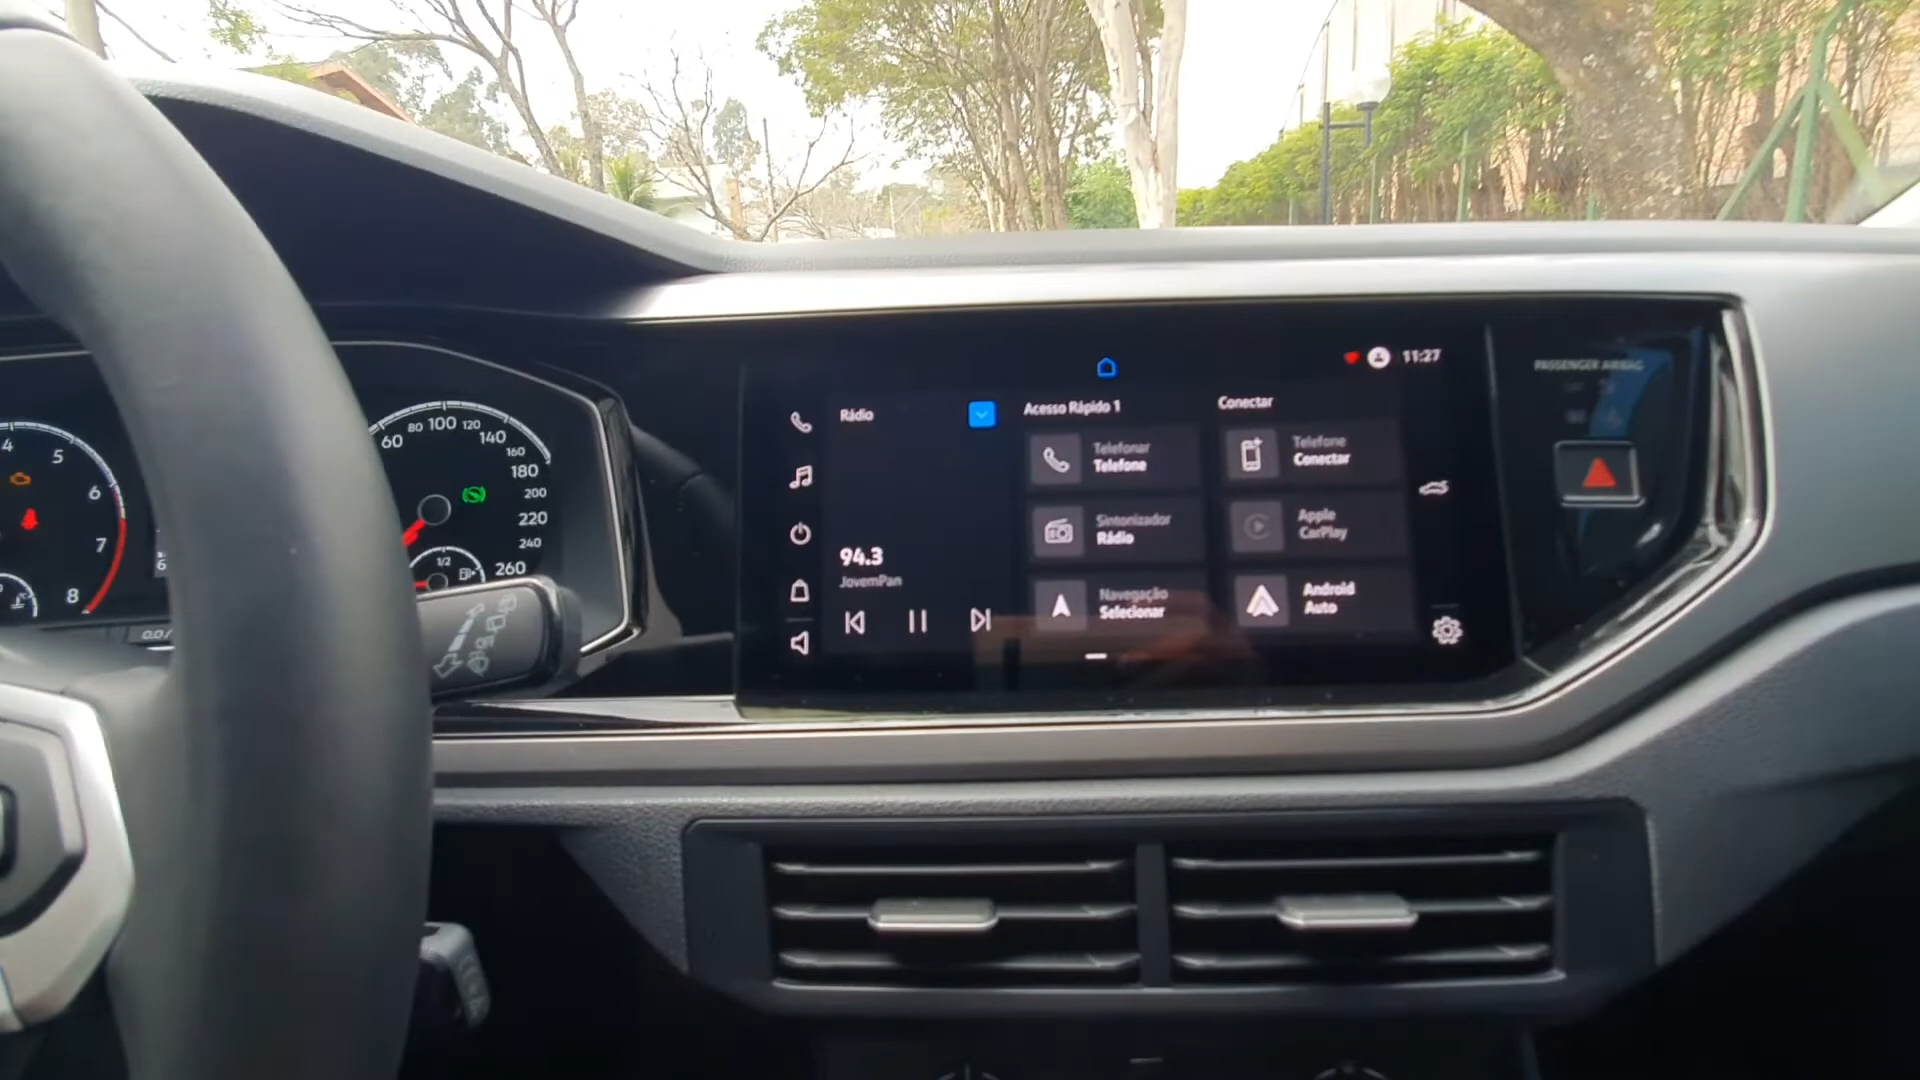 11:27
PASSENGER AIRBAG
Rádio
Acesso Rápido 1
Conectar
Telefonar
Telefone
Telefone
Conectar
Sintonizador
Rádio
Apple
CarPlay
94.3
JovemPan
Navegação
Selecionar
Android
Auto
4
5
6
7
8
60
80
100
120
140
160
180
200
220
240
260
1/2